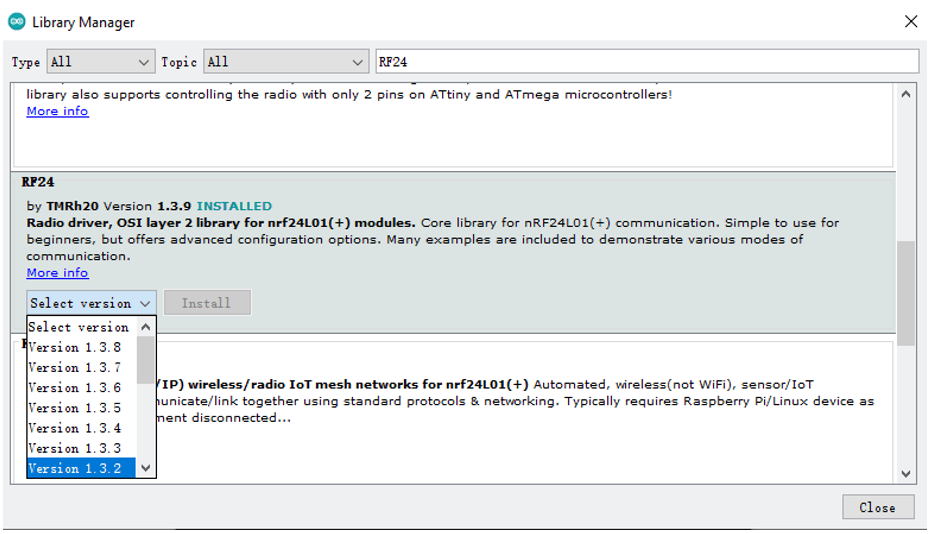 Library Manager
Type All Topic All RF24
library also supports controlling the radio with only 2 pins on ATtiny and ATmega microcontrollers!
More info
RF24
by TMRh20 Version 1.3.9 INSTALLED
Radio driver, OSI layer 2 library for nrf24L01(+) modules. Core library for nRF24L01(+) communication. Simple to use for
beginners, but offers advanced configuration options. Many examples are included to demonstrate various modes of
communication.
More info
Select version Install
Select version
Version 1.3.8
Version 1.3.7
Version 1.3.6
/IP) wireless/radio IoT mesh networks for nrf24L01(+) Automated, wireless(not WiFi), sensor/IoT
Version 1.3.5
link together using standard protocols & networking. Typically requires Raspberry Pi/Linux device as
Version 1.3.4
disconnected...
Version 1.3.3
Version 1.3.2
Close